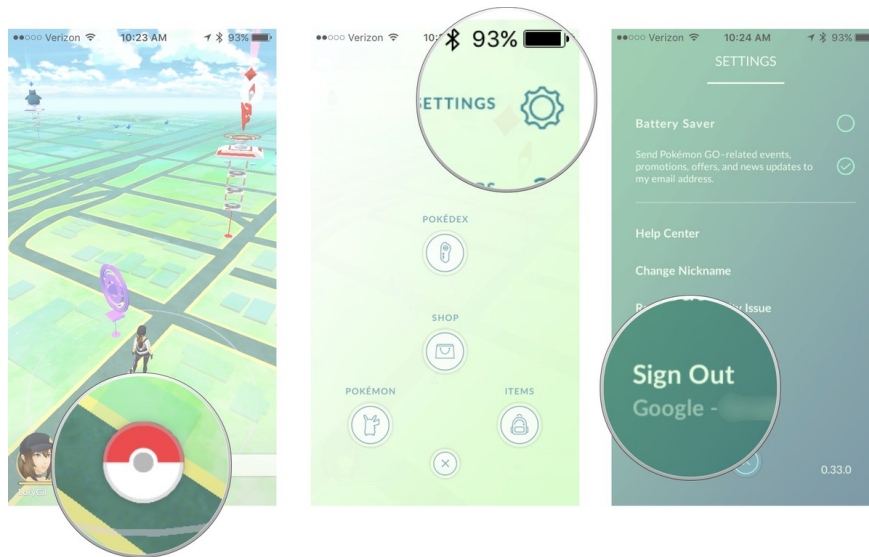 Verizon 10:23 AM 93%
Verizon 10: 93%
SETTINGS
POKÉDEX
SHOP
POKÉMON
ITEMS
Verizon 10:24 AM 93%
SETTINGS
Battery Saver
Send Pokémon GO-related events,
promotions, offers, and news updates to
my email address.
Help Center
Change Nickname
Issue
Sign Out
Google -
0.33.0